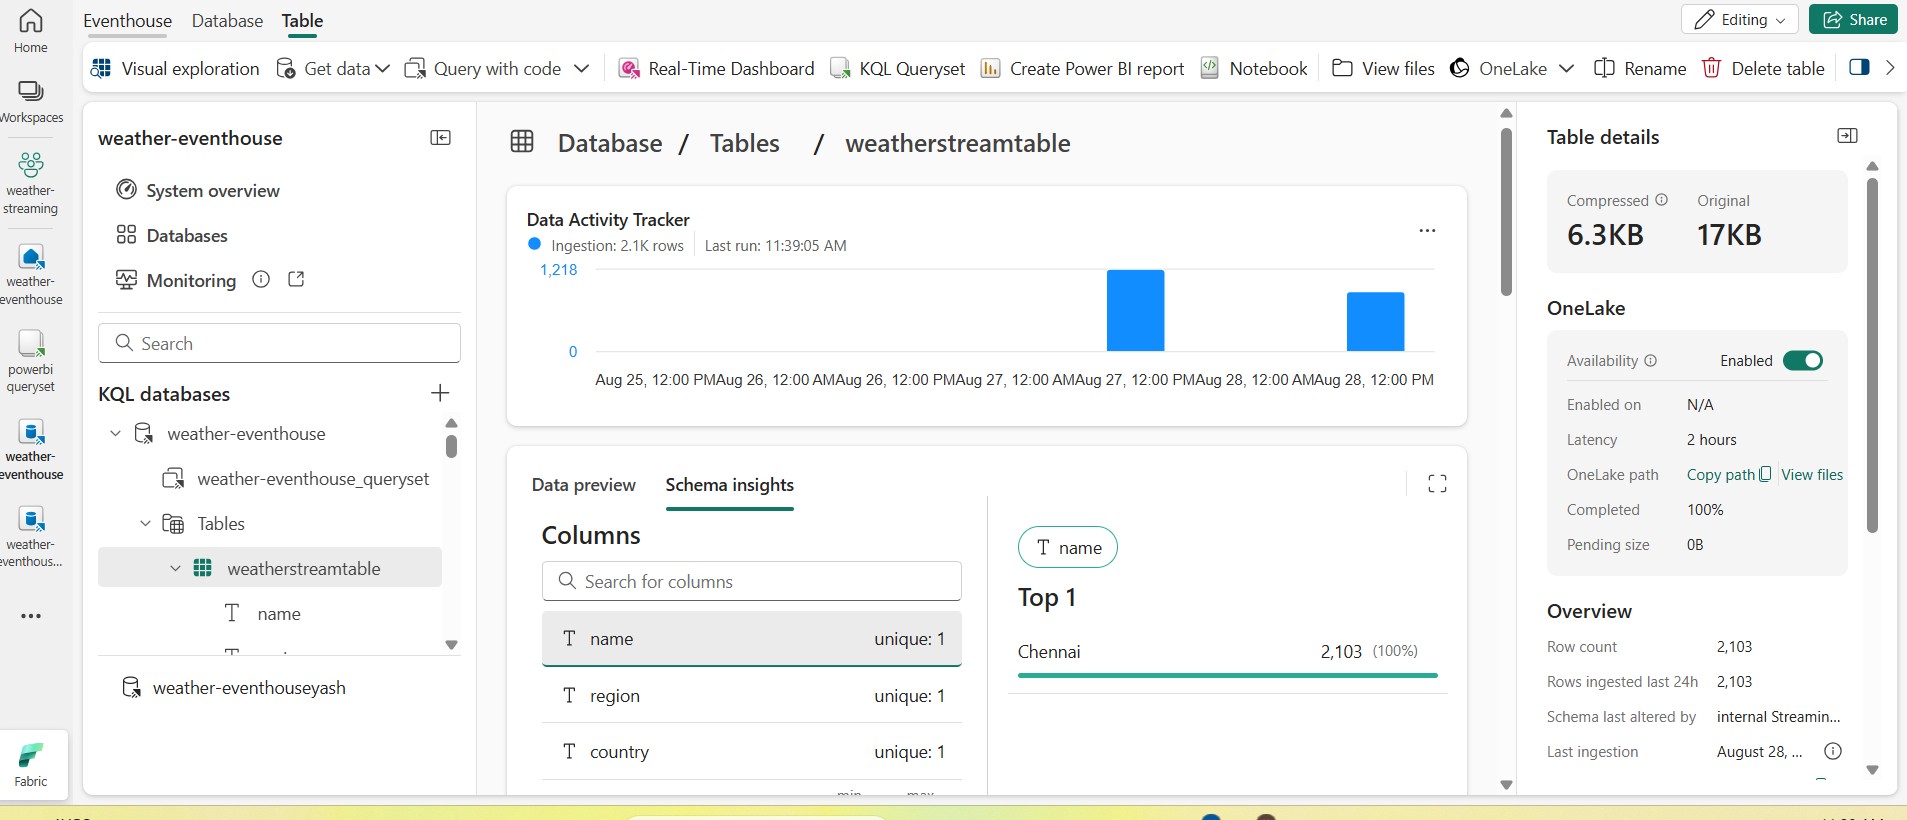 Home
Workspaces
weather-
streaming
weather-
eventhouse
powerbi
queryset
weather-
eventhouse
weather-
eventhous...
Fabric
Eventhouse Database Table
Editing Share
Visual exploration Get data Query with code Real-Time Dashboard KQL Queryset Create Power BI report Notebook View files OneLake Rename Delete table
weather-eventhouse
System overview
Databases
Monitoring
Search
KQL databases
weather-eventhouse
weather-eventhouse_queryset
Tables
weatherstreamtable
T name
weather-eventhouseyash
Database / Tables / weatherstreamtable
Data Activity Tracker
Ingestion: 2.1K rows Last run: 11:39:05 AM
1,218
0
Aug 25, 12:00 PM Aug 26, 12:00 AM Aug 26, 12:00 PM Aug 27, 12:00 AM Aug 27, 12:00 PM Aug 28, 12:00 AM Aug 28, 12:00 PM
Data preview Schema insights
Columns
Search for columns
T name unique: 1
T region unique: 1
T country unique: 1
min max
T name
Top 1
Chennai 2,103 (100%)
Table details
Compressed Original
6.3KB 17KB
OneLake
Availability Enabled
Enabled on N/A
Latency 2 hours
OneLake path Copy path View files
Completed 100%
Pending size 0B
Overview
Row count 2,103
Rows ingested last 24h 2,103
Schema last altered by internal Streamin...
Last ingestion August 28, ...